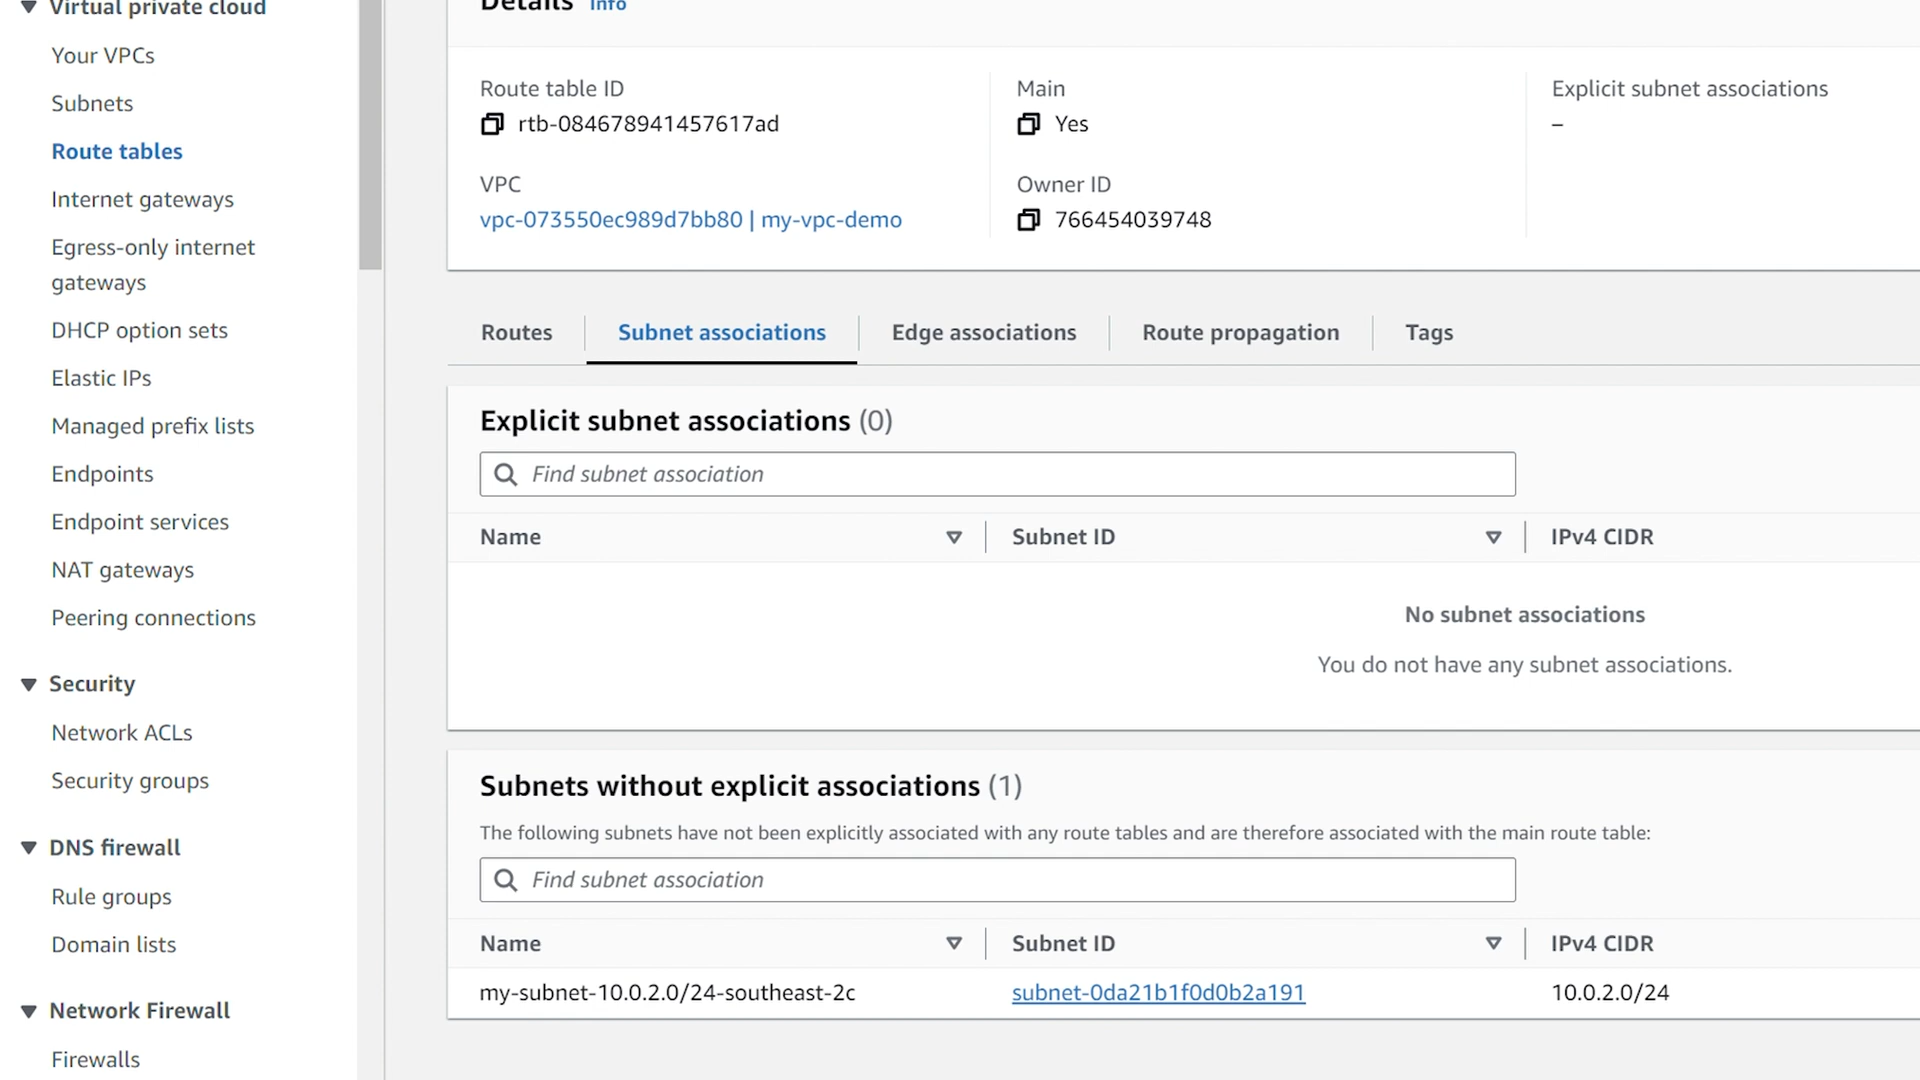 Virtual private cloud
Your VPCs
Subnets
Route tables
Internet gateways
Egress-only internet
gateways
DHCP option sets
Elastic IPs
Managed prefix lists
Endpoints
Endpoint services
NAT gateways
Peering connections
Security
Network ACLs
Security groups
DNS firewall
Rule groups
Domain lists
Network Firewall
Firewalls
Details Info
Route table ID
rtb-084678941457617ad
Main
Yes
Explicit subnet associations
–
VPC
vpc-073550ec989d7bb80 | my-vpc-demo
Owner ID
766454039748
Routes Subnet associations Edge associations Route propagation Tags
Explicit subnet associations (0)
Find subnet association
Name Subnet ID IPv4 CIDR
No subnet associations
You do not have any subnet associations.
Subnets without explicit associations (1)
The following subnets have not been explicitly associated with any route tables and are therefore associated with the main route table:
Find subnet association
Name Subnet ID IPv4 CIDR
my-subnet-10.0.2.0/24-southeast-2c subnet-0da21b1f0d0b2a191 10.0.2.0/24